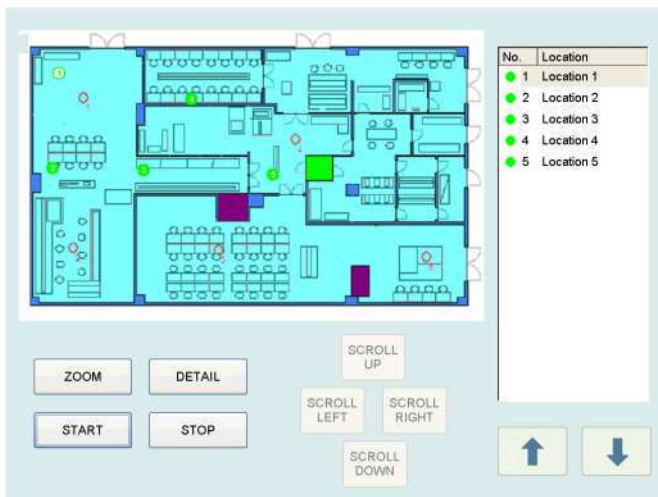 No. Location
1 Location 1
2 Location 2
3 Location 3
4 Location 4
5 Location 5
ZOOM
DETAIL
START
STOP
SCROLL
UP
SCROLL
LEFT
SCROLL
RIGHT
SCROLL
DOWN